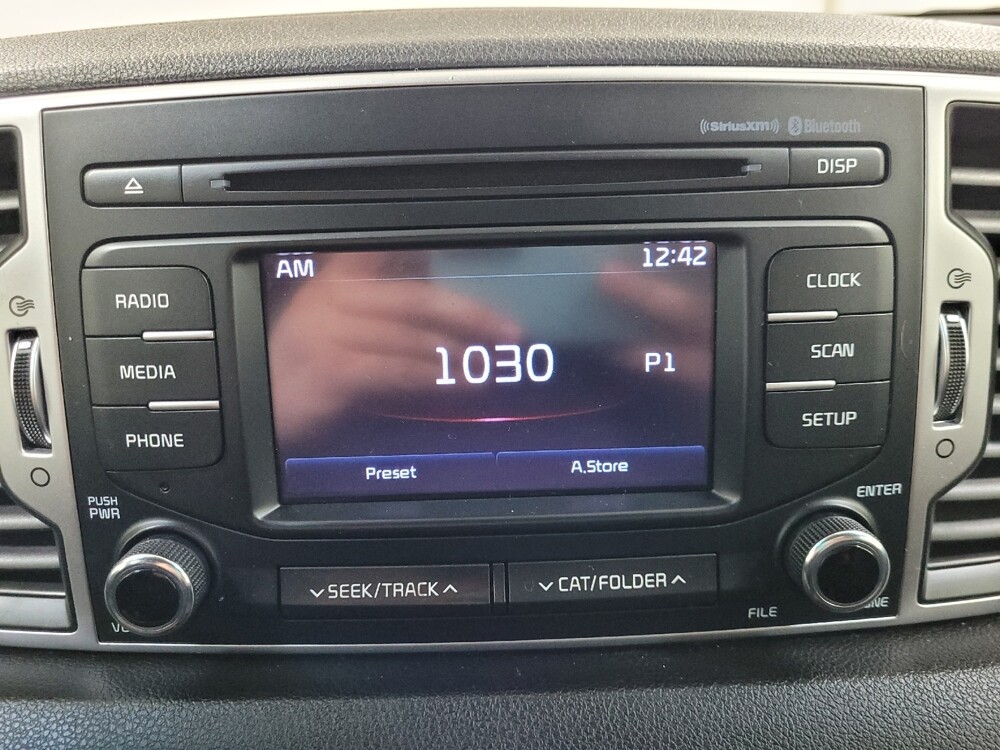 SiriusXM Bluetooth
DISP
AM 12:42
RADIO
MEDIA
PHONE
1030 P1
Preset A.Store
CLOCK
SCAN
SETUP
PUSH
PWR
ENTER
SEEK/TRACK
CAT/FOLDER
FILE